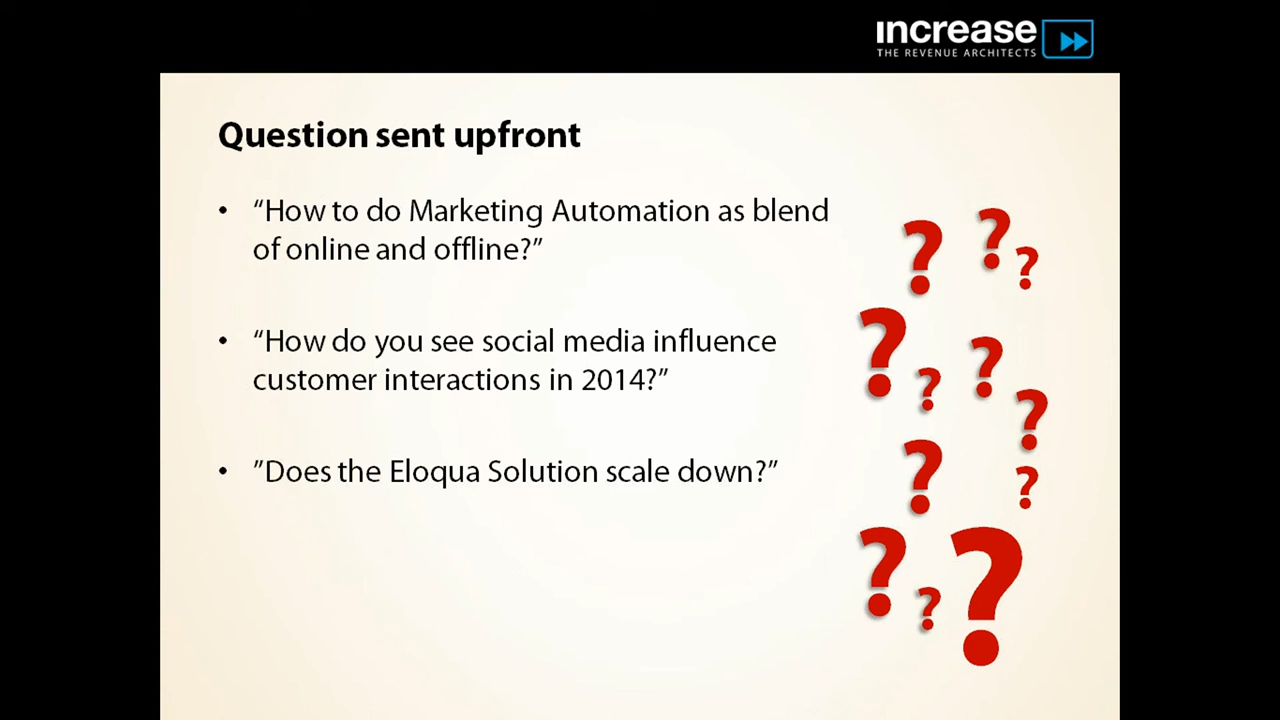 increase
THE REVENUE ARCHITECTS
Question sent upfront
• “How to do Marketing Automation as blend
of online and offline?”
• “How do you see social media influence
customer interactions in 2014?”
• ”Does the Eloqua Solution scale down?”
? ? ?
? ? ?
?
? ?
? ? ?